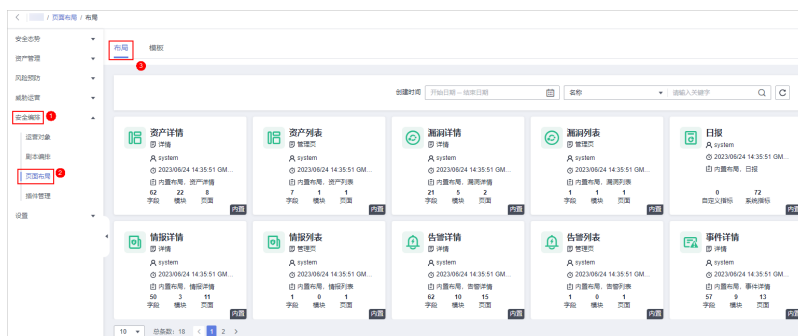 / 页面布局 / 布局
安全态势
资产管理
风险预防
威胁运营
安全编排 1
运营对象
剧本编排
页面布局 2
插件管理
设置
布局 模板
3
创建时间 开始日期 – 结束日期 名称 请输入关键字
资产详情
详情
system
2023/06/24 14:35:51 GM...
内置布局，资产详情
62 22 8
字段 模块 页面
内置
资产列表
管理页
system
2023/06/24 14:35:51 GM...
内置布局，资产列表
7 1 1
字段 模块 页面
内置
漏洞详情
详情
system
2023/06/24 14:35:51 GM...
内置布局，漏洞详情
21 5 2
字段 模块 页面
内置
漏洞列表
管理页
system
2023/06/24 14:35:51 GM...
内置布局，漏洞列表
1 0 1
字段 模块 页面
内置
日报
system
2023/06/24 14:35:51 GM...
内置布局，日报
0 72
自定义指标 系统指标
内置
情报详情
详情
system
2023/06/24 14:35:51 GM...
内置布局，情报详情
50 3 11
字段 模块 页面
内置
情报列表
管理页
system
2023/06/24 14:35:51 GM...
内置布局，情报列表
1 0 1
字段 模块 页面
内置
告警详情
详情
system
2023/06/24 14:35:51 GM...
内置布局，告警详情
62 10 15
字段 模块 页面
内置
告警列表
管理页
system
2023/06/24 14:35:51 GM...
内置布局，告警列表
1 0 1
字段 模块 页面
内置
事件详情
详情
system
2023/06/24 14:35:51 GM...
内置布局，事件详情
57 9 13
字段 模块 页面
内置
10 总条数：18 < 1 2 >